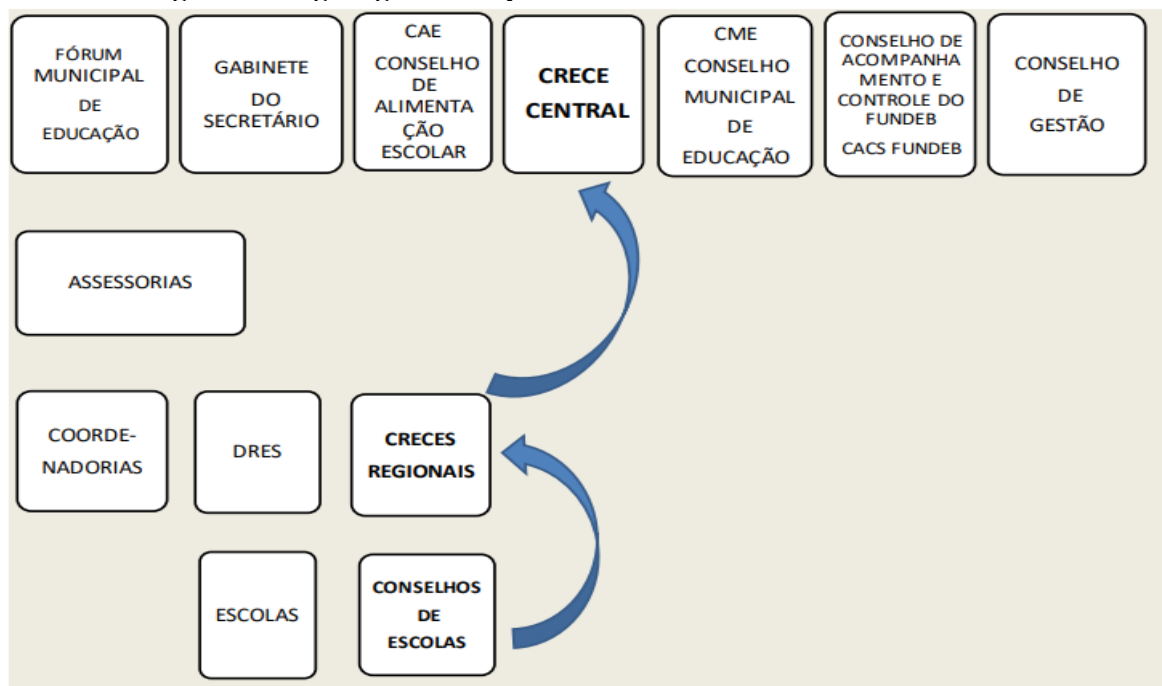 FÓRUM
MUNICIPAL
DE
EDUCAÇÃO
GABINETE
DO
SECRETÁRIO
CAE
CONSELHO
DE
ALIMENTA
ÇÃO
ESCOLAR
CRECE
CENTRAL
CME
CONSELHO
MUNICIPAL
DE
EDUCAÇÃO
CONSELHO DE
ACOMPANHA
MENTO E
CONTROLE DO
FUNDEB
CACS FUNDEB
CONSELHO
DE
GESTÃO
ASSESSORIAS
COORDE-
NADORIAS
DRES
CRECES
REGIONAIS
ESCOLAS
CONSELHOS
DE
ESCOLAS